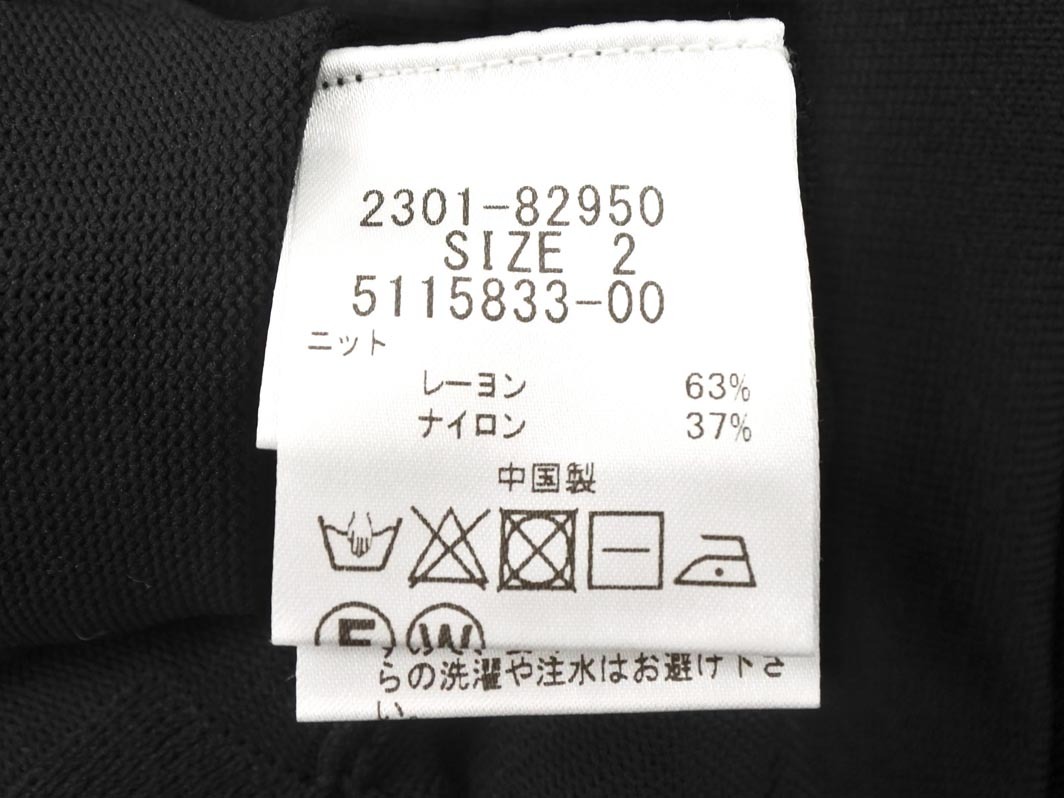 2301-82950
SIZE 2
5115833-00
ニット
レーヨン 63%
ナイロン 37%
中国製
F W
らの洗濯や注水はお避け下さ
い。